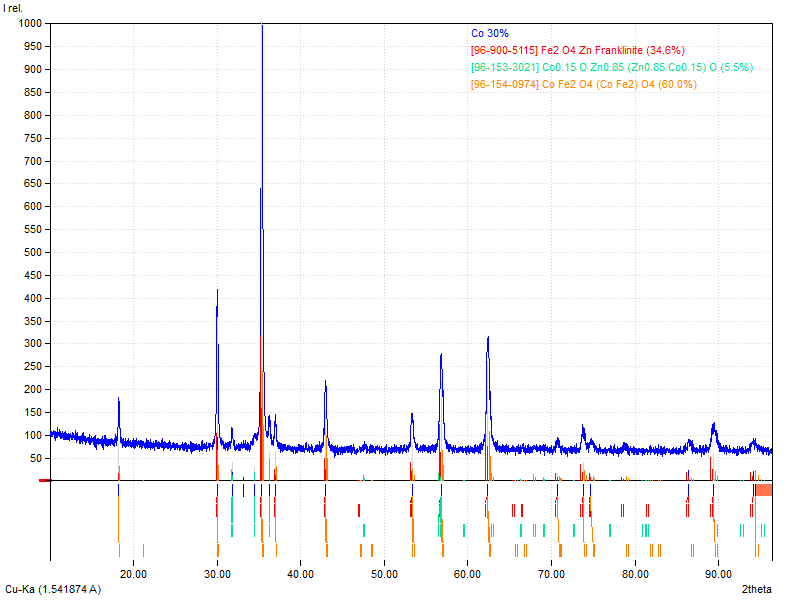 I rel.
1000
950
900
850
800
750
700
650
600
550
500
450
400
350
300
250
200
150
100
50
Co 30%
[96-900-5115] Fe2 O4 Zn Franklinite (34.6%)
[96-153-3021] Co0.15 O Zn0.85 (Zn0.85 Co0.15) O (5.5%)
[96-154-0974] Co Fe2 O4 (Co Fe2) O4 (60.0%)
20.00 30.00 40.00 50.00 60.00 70.00 80.00 90.00
Cu-Ka (1.541874 A) 2theta